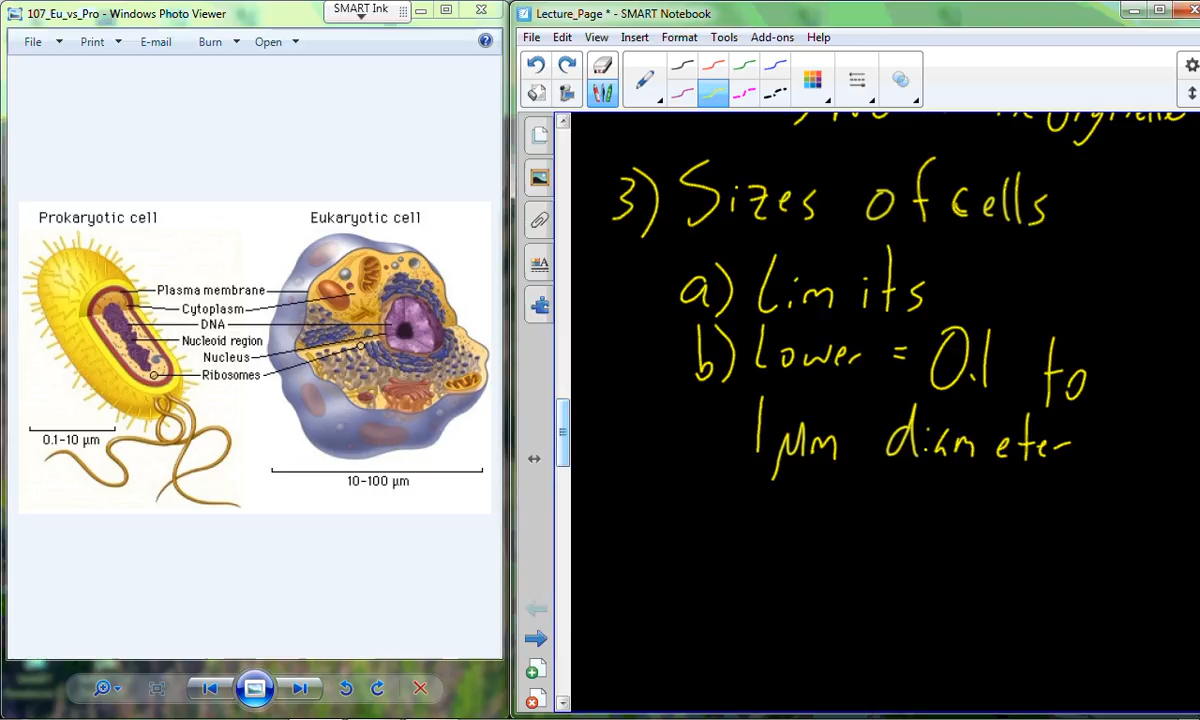 107_Eu_vs_Pro - Windows Photo Viewer
SMART Ink
File Print E-mail Burn Open
Prokaryotic cell
Eukaryotic cell
Plasma membrane
Cytoplasm
DNA
Nucleoid region
Nucleus
Ribosomes
0.1-10 µm
10-100 µm
Lecture_Page * - SMART Notebook
File Edit View Insert Format Tools Add-ons Help
3) Sizes of cells
a) Limits
b) Lower = 0.1 to
1 µm diameter